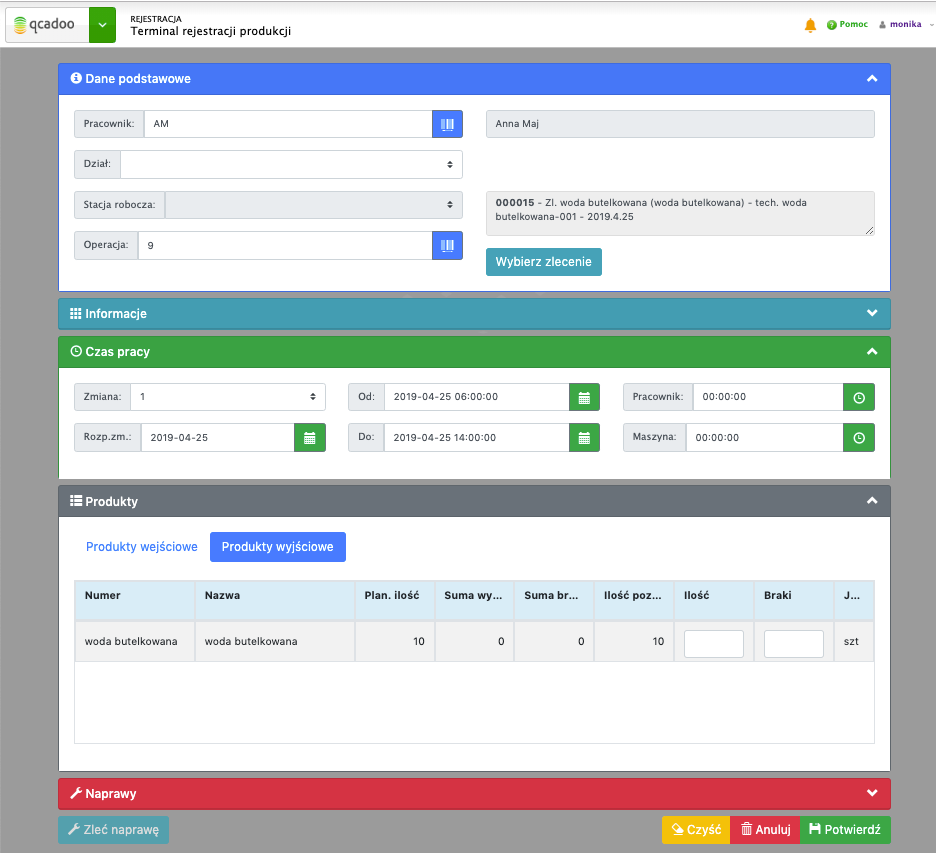 qcadoo
REJESTRACJA
Terminal rejestracji produkcji
Pomoc
monika
Dane podstawowe
Pracownik: AM
Anna Maj
Dział:
Stacja robocza:
000015 - Zl. woda butelkowana (woda butelkowana) - tech. woda
butelkowana-001 - 2019.4.25
Operacja: 9
Wybierz zlecenie
Informacje
Czas pracy
Zmiana: 1 Od: 2019-04-25 06:00:00 Pracownik: 00:00:00
Rozp.zm.: 2019-04-25 Do: 2019-04-25 14:00:00 Maszyna: 00:00:00
Produkty
Produkty wejściowe Produkty wyjściowe
Numer Nazwa Plan. ilość Suma wy... Suma br... Ilość poz... Ilość Braki J...
woda butelkowana woda butelkowana 10 0 0 10 szt
Naprawy
Zleć naprawę Czyść Anuluj Potwierdź